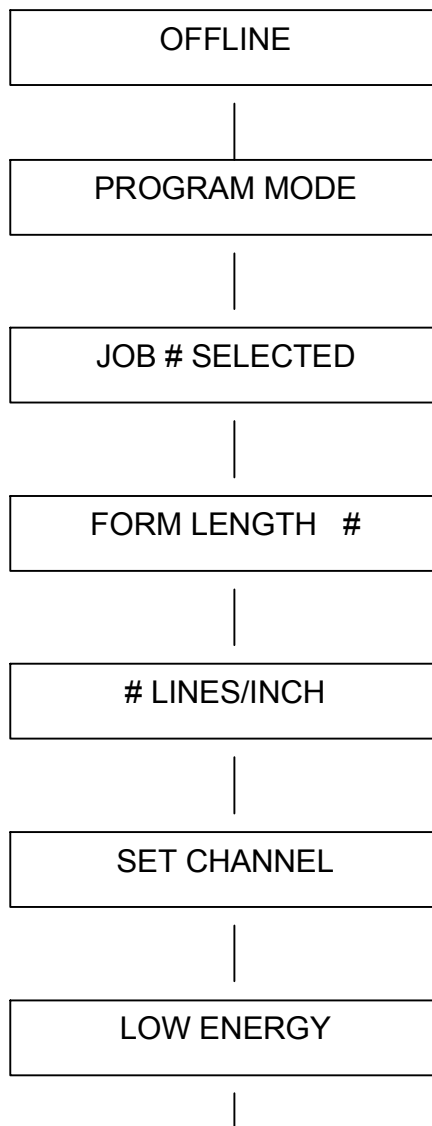 OFFLINE
PROGRAM MODE
JOB # SELECTED
FORM LENGTH #
# LINES/INCH
SET CHANNEL
LOW ENERGY